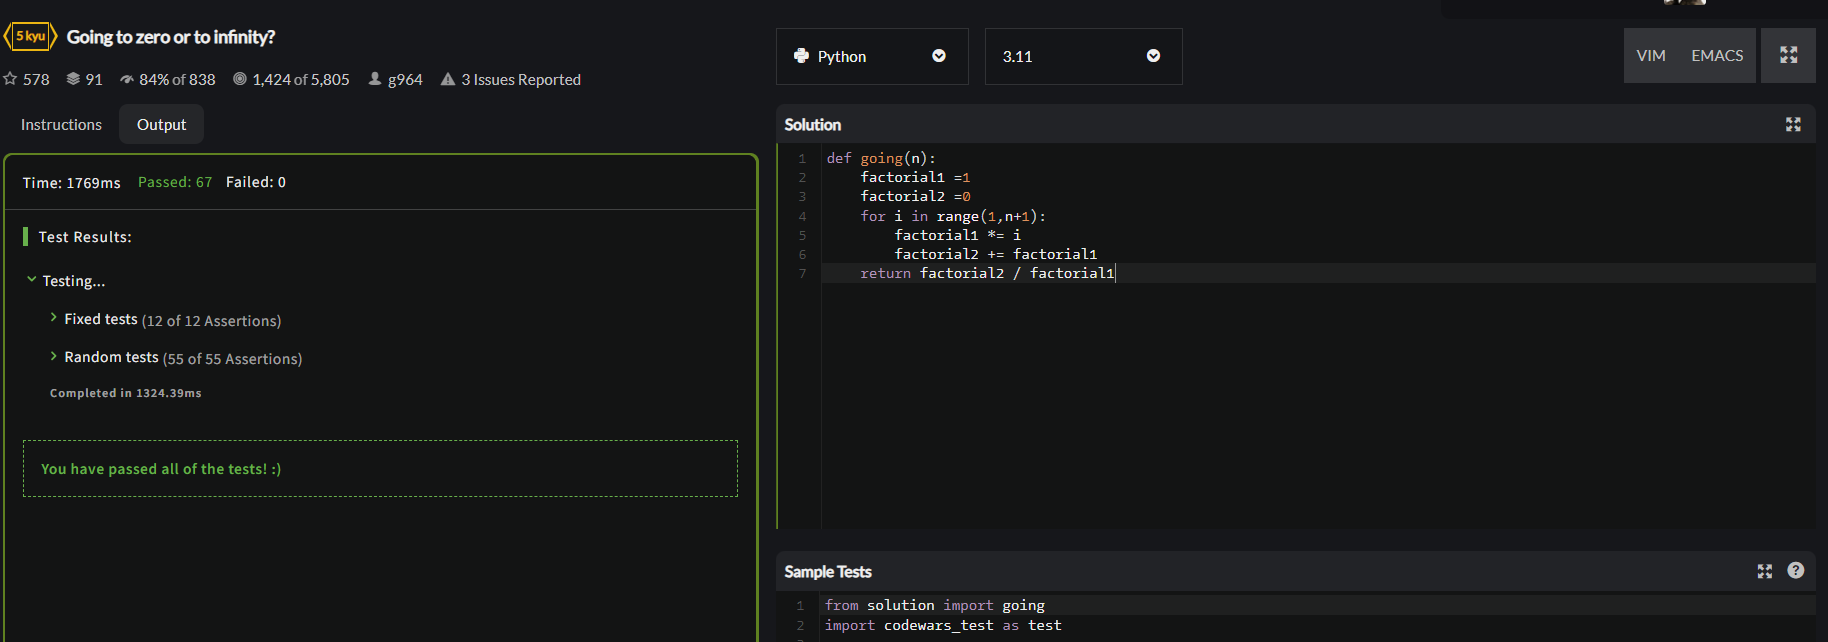 5 kyu Going to zero or to infinity?
578 91 84% of 838 1,424 of 5,805 g964 3 Issues Reported
Instructions Output
Time: 1769ms Passed: 67 Failed: 0
Test Results:
Testing...
Fixed tests (12 of 12 Assertions)
Random tests (55 of 55 Assertions)
Completed in 1324.39ms
You have passed all of the tests! :)
Python 3.11 VIM EMACS
Solution
1 def going(n):
2     factorial1 =1
3     factorial2 =0
4     for i in range(1,n+1):
5         factorial1 *= i
6         factorial2 += factorial1
7     return factorial2 / factorial1
Sample Tests ?
1 from solution import going
2 import codewars_test as test